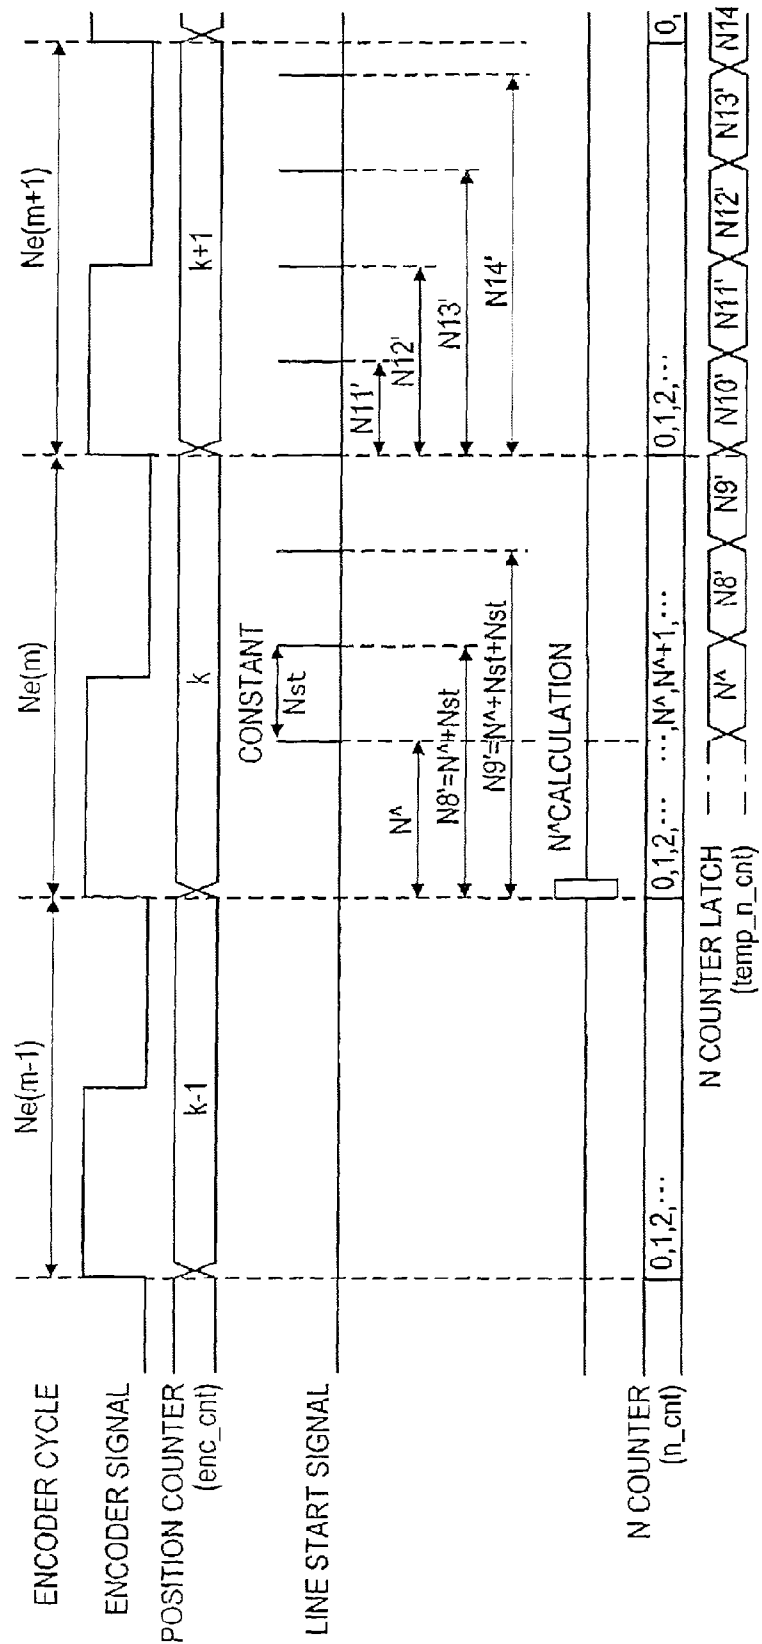 ENCODER CYCLE
Ne(m-1)
Ne(m)
Ne(m+1)
ENCODER SIGNAL
POSITION COUNTER
(enc_cnt)
k-1
k
k+1
LINE START SIGNAL
CONSTANT
Nst
N^
N8'=N^+Nst
N9'=N^+Nst+Nst
N11'
N12'
N13'
N14'
N^CALCULATION
N COUNTER
(n_cnt)
0,1,2,···
0,1,2,···
···,N^,N^+1,···
0,1,2,···
0,
N COUNTER LATCH
(temp_n_cnt)
N^
N8'
N9'
N10'
N11'
N12'
N13'
N14